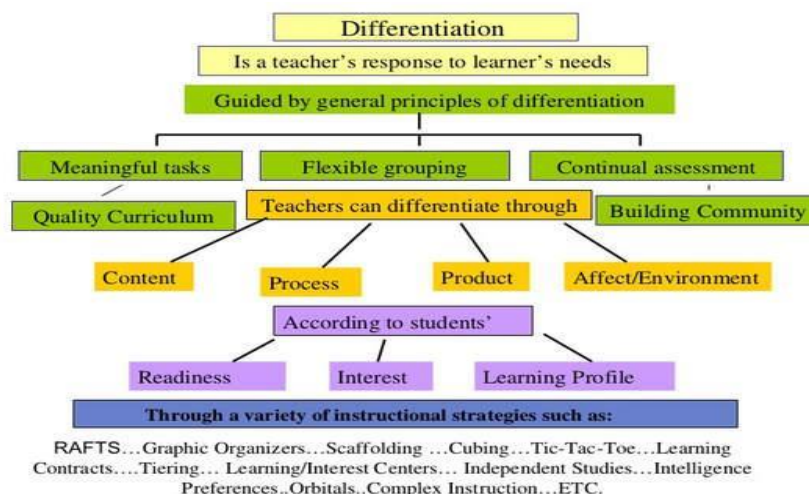 Differentiation
Is a teacher's response to learner's needs
Guided by general principles of differentiation
Meaningful tasks
Flexible grouping
Continual assessment
Quality Curriculum
Teachers can differentiate through
Building Community
Content
Process
Product
Affect/Environment
According to students'
Readiness
Interest
Learning Profile
Through a variety of instructional strategies such as:
RAFTS…Graphic Organizers…Scaffolding …Cubing…Tic-Tac-Toe…Learning
Contracts….Tiering… Learning/Interest Centers… Independent Studies…Intelligence
Preferences..Orbitals..Complex Instruction…ETC.